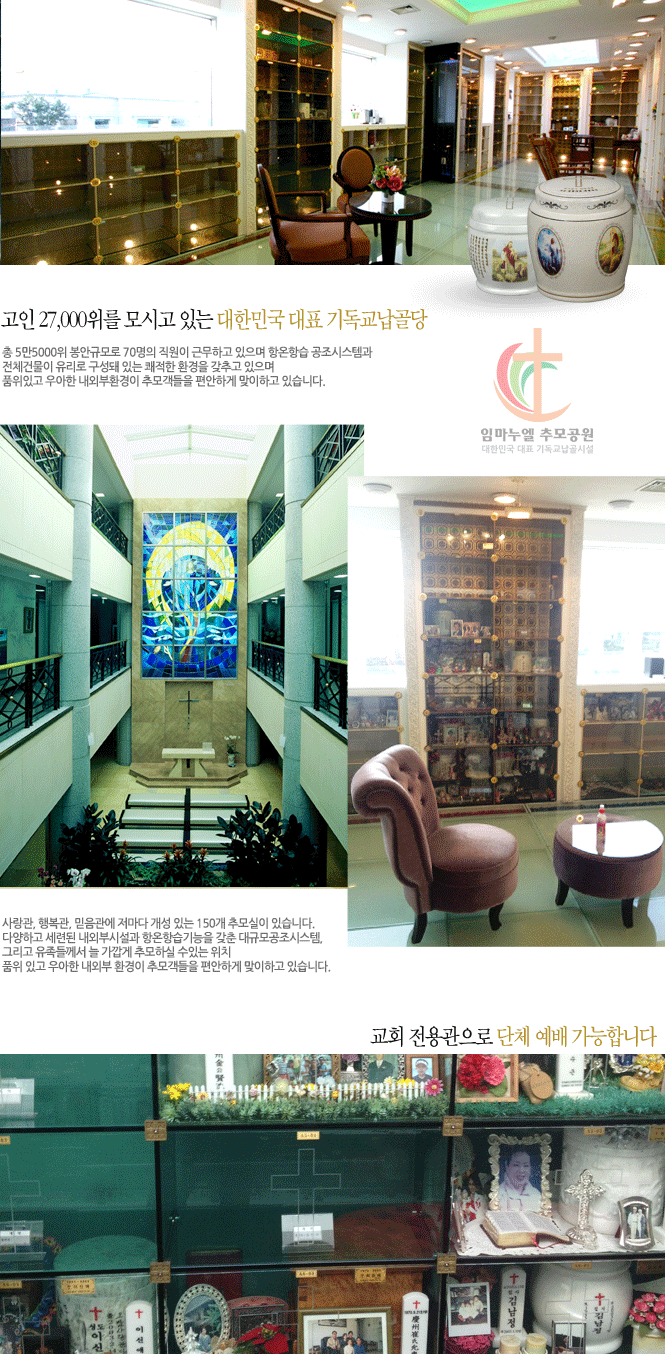 고인 27,000위를 모시고 있는 대한민국 대표 기독교납골당
총 5만5000위 봉안규모로 70명의 직원이 근무하고 있으며 항온항습 공조시스템과
전체건물이 유리로 구성돼 있는 쾌적한 환경을 갖추고 있으며
품위있고 우아한 내외부환경이 추모객들을 편안하게 맞이하고 있습니다.
임마누엘 추모공원
대한민국 대표 기독교납골시설
사랑관, 행복관, 믿음관에 저마다 개성 있는 150개 추모실이 있습니다.
다양하고 세련된 내외부시설과 항온항습기능을 갖춘 대규모공조시스템,
그리고 유족들께서 늘 가깝게 추모하실 수있는 위치
품위 있고 우아한 내외부 환경이 추모객들을 편안하게 맞이하고 있습니다.
교회 전용관으로 단체 예배 가능합니다
성도
이신애
김남정